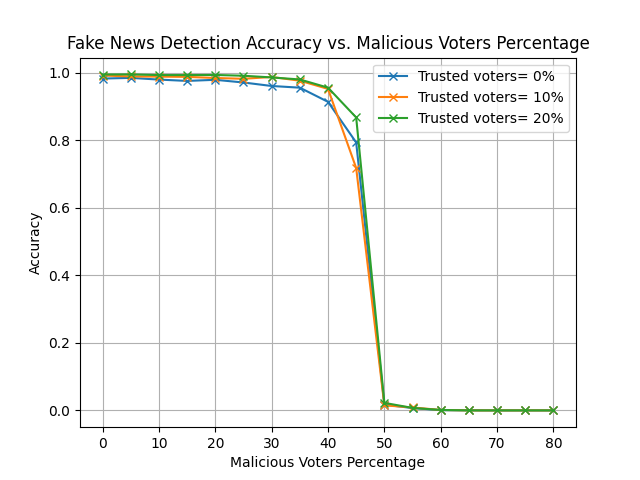 Fake News Detection Accuracy vs. Malicious Voters Percentage
1.0
0.8
0.6
0.4
0.2
0.0
Accuracy
Trusted voters= 0%
Trusted voters= 10%
Trusted voters= 20%
0 10 20 30 40 50 60 70 80
Malicious Voters Percentage